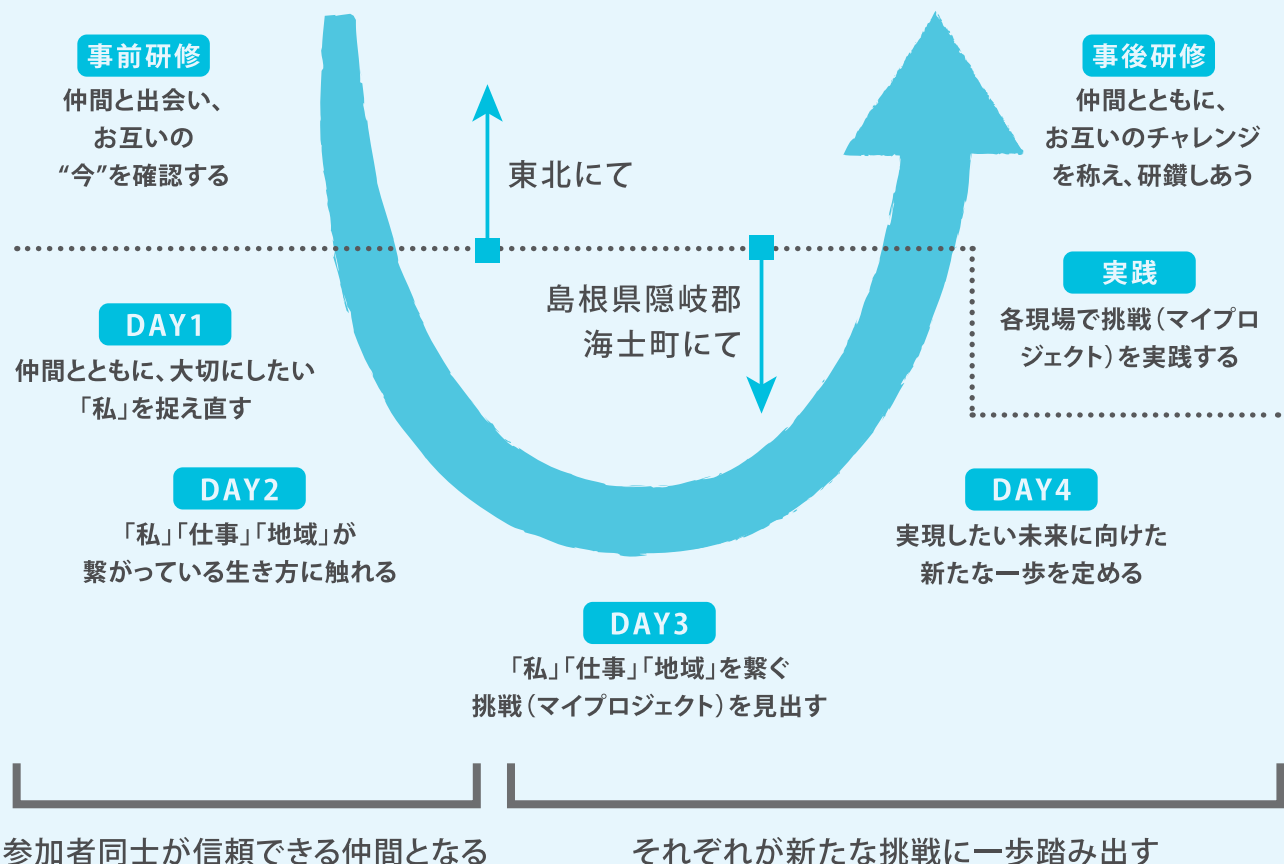 事前研修
仲間と出会い、
お互いの
“今”を確認する
東北にて
事後研修
仲間とともに、
お互いのチャレンジ
を称え、研鑽しあう
島根県隠岐郡
海士町にて
実践
各現場で挑戦（マイプロ
ジェクト）を実践する
DAY1
仲間とともに、大切にしたい
「私」を捉え直す
DAY2
「私」「仕事」「地域」が
繋がっている生き方に触れる
DAY3
「私」「仕事」「地域」を繋ぐ
挑戦（マイプロジェクト）を見出す
DAY4
実現したい未来に向けた
新たな一歩を定める
参加者同士が信頼できる仲間となる
それぞれが新たな挑戦に一歩踏み出す